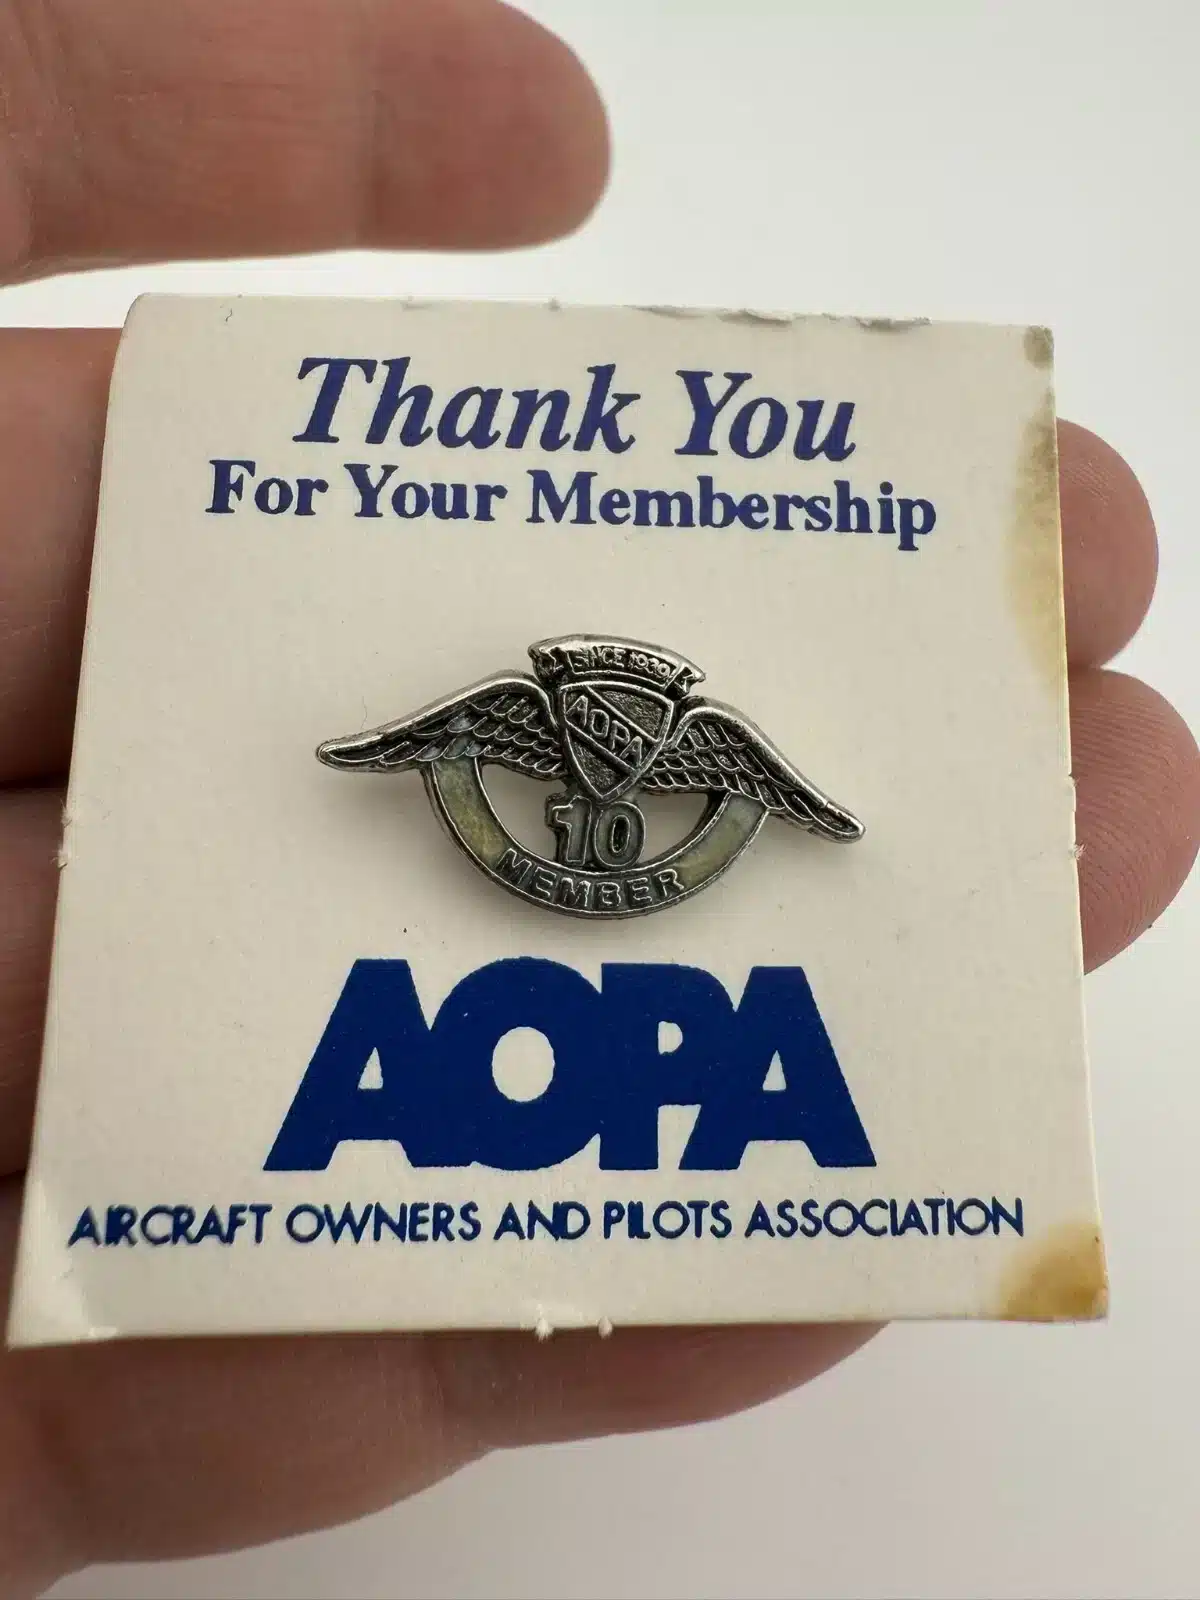 Thank You
For Your Membership
SINCE 1939
AOPA
10
MEMBER
AOPA
AIRCRAFT OWNERS AND PILOTS ASSOCIATION